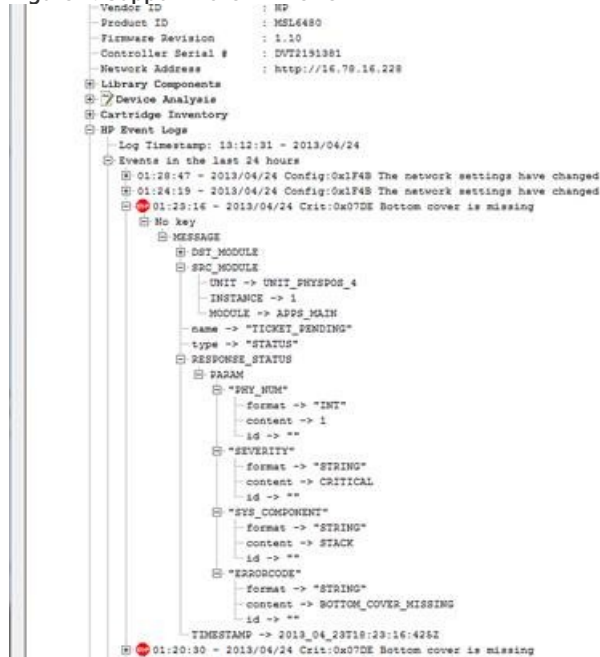 Vendor ID : HP
Product ID : MSL6480
Firmware Revision : 1.10
Controller Serial # : DVT2191381
Network Address : http://16.78.16.228
Library Components
Device Analysis
Cartridge Inventory
HP Event Logs
Log Timestamp: 13:12:31 - 2013/04/24
Events in the last 24 hours
01:28:47 - 2013/04/24 Config:0x1F4B The network settings have changed
01:24:19 - 2013/04/24 Config:0x1F4B The network settings have changed
01:23:16 - 2013/04/24 Crit:0x07DE Bottom cover is missing
No key
MESSAGE
DST_MODULE
SRC_MODULE
UNIT -> UNIT_PHYSPOS_4
INSTANCE -> 1
MODULE -> APPS_MAIN
name -> "TICKET_PENDING"
type -> "STATUS"
RESPONSE_STATUS
PARAM
"PHY_NUM"
format -> "INT"
content -> 1
id -> ""
"SEVERITY"
format -> "STRING"
content -> CRITICAL
id -> ""
"SYS_COMPONENT"
format -> "STRING"
content -> STACK
id -> ""
"ERRORCODE"
format -> "STRING"
content -> BOTTOM_COVER_MISSING
id -> ""
TIMESTAMP -> 2013_04_23T18:23:16:425Z
01:20:30 - 2013/04/24 Crit:0x07DE Bottom cover is missing